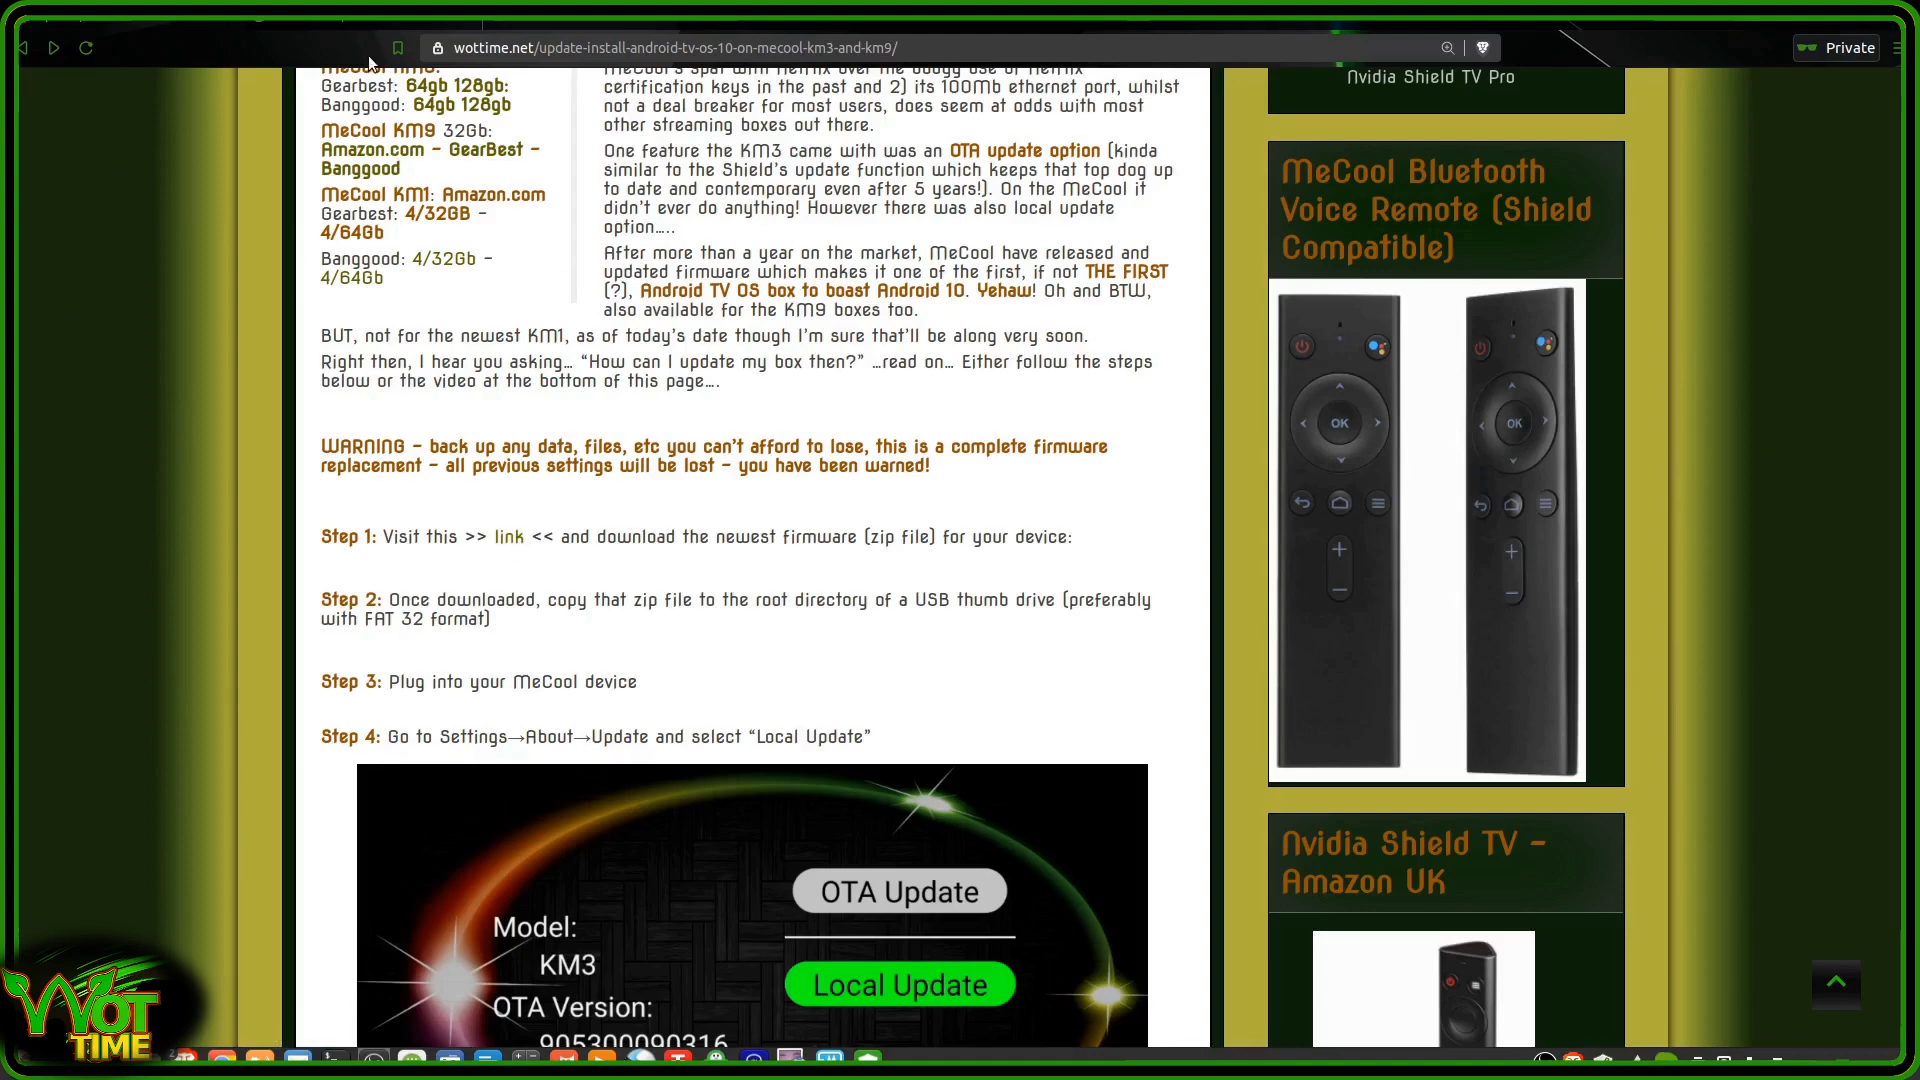 wottime.net/update-install-android-tv-os-10-on-mecool-km3-and-km9/
Private
MeCool KM3:
Gearbest: 64gb 128gb:
Banggood: 64gb 128gb
MeCool KM9 32Gb:
Amazon.com – GearBest –
Banggood
MeCool KM1: Amazon.com
Gearbest: 4/32GB –
4/64Gb
Banggood: 4/32Gb –
4/64Gb
MeCool's spat with Netflix over the dodgy use of Netflix
certification keys in the past and 2) its 100Mb ethernet port, whilst
not a deal breaker for most users, does seem at odds with most
other streaming boxes out there.
One feature the KM3 came with was an OTA update option (kinda
similar to the Shield's update function which keeps that top dog up
to date and contemporary even after 5 years!). On the MeCool it
didn't ever do anything! However there was also local update
option…..
After more than a year on the market, MeCool have released and
updated firmware which makes it one of the first, if not THE FIRST
(?), Android TV OS box to boast Android 10. Yehaw! Oh and BTW,
also available for the KM9 boxes too.
BUT, not for the newest KM1, as of today's date though I'm sure that'll be along very soon.
Right then, I hear you asking… “How can I update my box then?” …read on… Either follow the steps
below or the video at the bottom of this page….
WARNING – back up any data, files, etc you can't afford to lose, this is a complete firmware
replacement – all previous settings will be lost – you have been warned!
Step 1: Visit this >> link << and download the newest firmware (zip file) for your device:
Step 2: Once downloaded, copy that zip file to the root directory of a USB thumb drive (preferably
with FAT 32 format)
Step 3: Plug into your MeCool device
Step 4: Go to Settings→About→Update and select “Local Update”
OTA Update
Model:
KM3
Local Update
OTA Version:
905300090316
Nvidia Shield TV Pro
MeCool Bluetooth
Voice Remote (Shield
Compatible)
OK
OK
Nvidia Shield TV –
Amazon UK
WOT
TIME